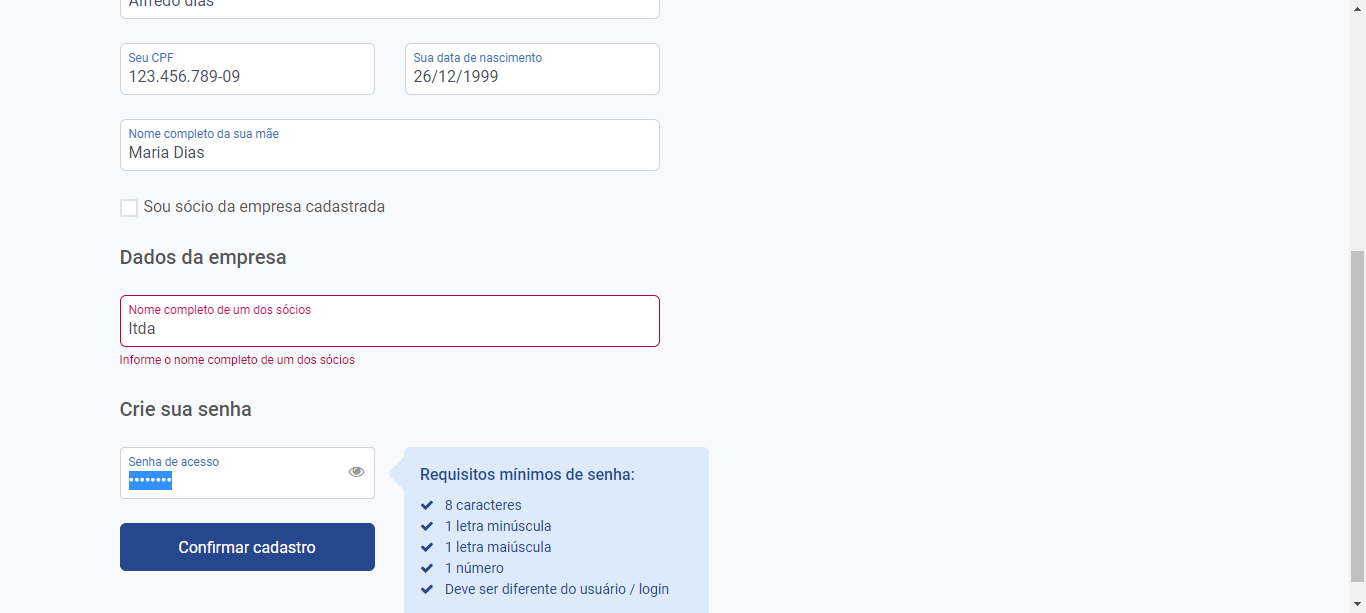 Alfredo dias
Seu CPF
123.456.789-09
Sua data de nascimento
26/12/1999
Nome completo da sua mãe
Maria Dias
Sou sócio da empresa cadastrada
Dados da empresa
Nome completo de um dos sócios
ltda
Informe o nome completo de um dos sócios
Crie sua senha
Senha de acesso
••••••••
Confirmar cadastro
Requisitos mínimos de senha:
8 caracteres
1 letra minúscula
1 letra maiúscula
1 número
Deve ser diferente do usuário / login